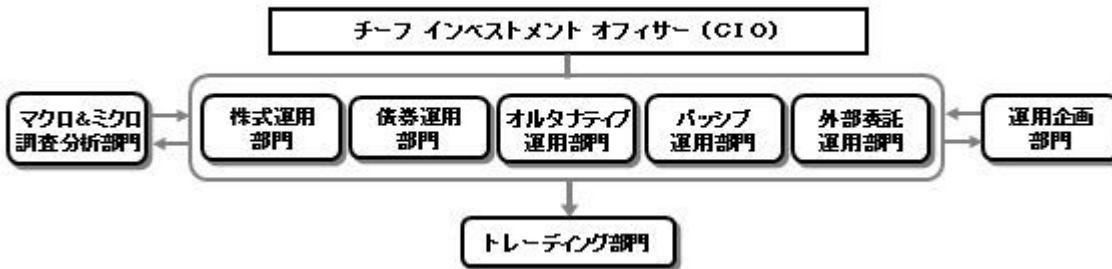 チーフ インベストメント オフィサー（CIO）
マクロ&ミクロ
調査分析部門
株式運用
部門
債券運用
部門
オルタナティブ
運用部門
パッシブ
運用部門
外部委託
運用部門
運用企画
部門
トレーディング部門